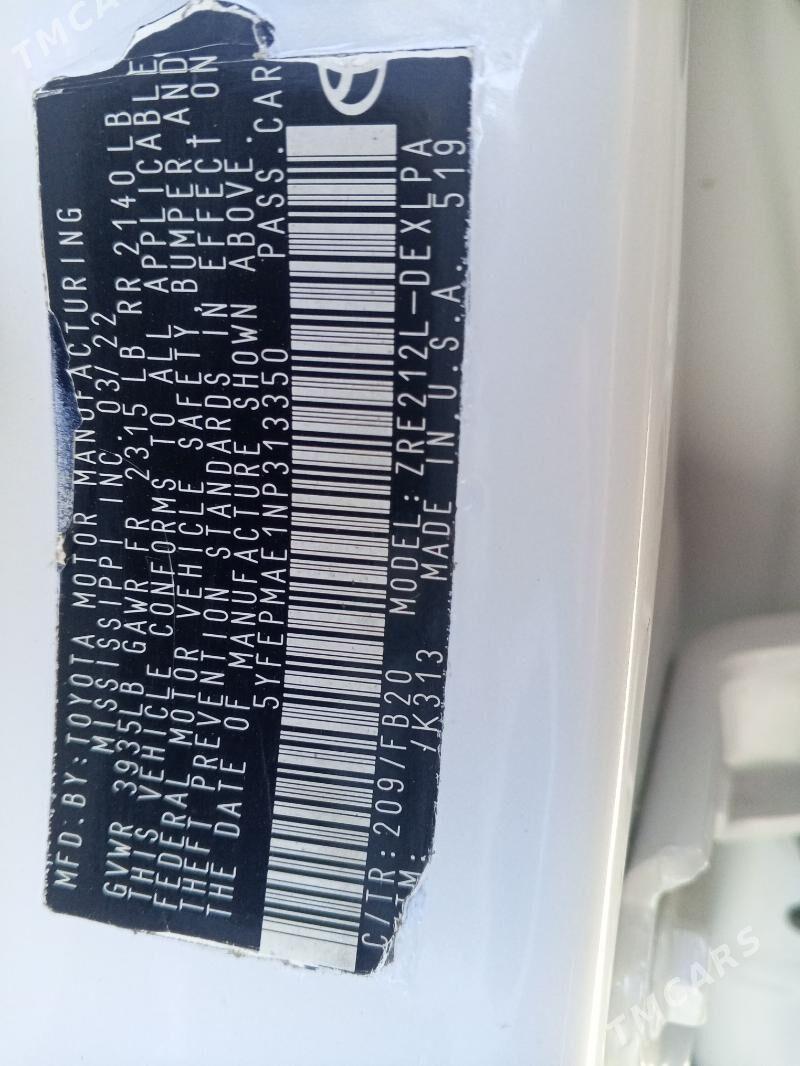 TMCARS
MFD.BY:TOYOTA MOTOR MANUFACTURING
MISSISSIPPI INC 03/22
GVWR 3935LB GAWR FR 2315 LB RR 2140LB
THIS VEHICLE CONFORMS TO ALL APPLICABLE
FEDERAL MOTOR VEHICLE SAFETY, BUMPER AND
THEFT PREVENTION STANDARDS IN EFFECT ON
THE DATE OF MANUFACTURE SHOWN ABOVE.
5YFEPMAE1NP313350 PASS.CAR
C/TR:209/FB20 MODEL:ZRE212L-DEXLPA
/TM: /K313 MADE IN U.S.A. 519
TMCARS